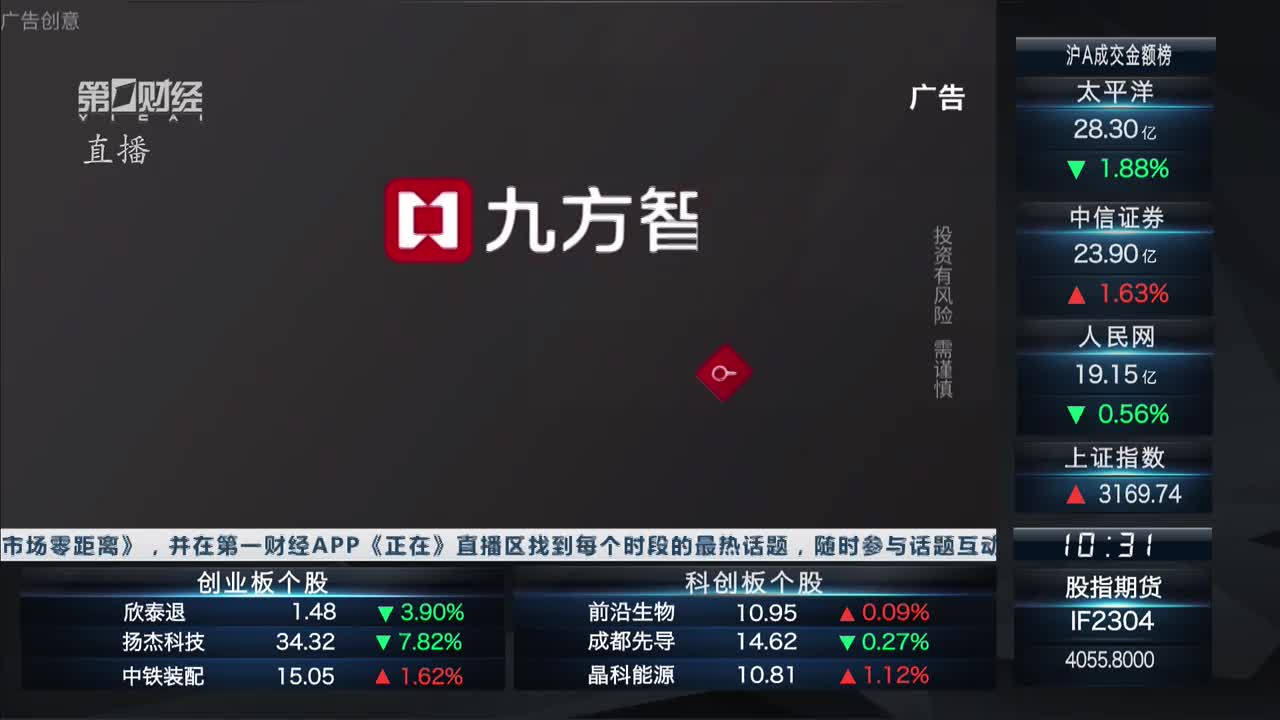 广告创意
第一财经
YICAI
直播
广告
九方智
投资有风险 需谨慎
沪A成交金额榜
太平洋
28.30亿
▼ 1.88%
中信证券
23.90亿
▲ 1.63%
人民网
19.15亿
▼ 0.56%
上证指数
▲ 3169.74
10:31
股指期货
IF2304
4055.8000
市场零距离》，并在第一财经APP《正在》直播区找到每个时段的最热话题，随时参与话题互动
创业板个股
欣泰退 1.48 ▼3.90%
扬杰科技 34.32 ▼7.82%
中铁装配 15.05 ▲1.62%
科创板个股
前沿生物 10.95 ▲0.09%
成都先导 14.62 ▼0.27%
晶科能源 10.81 ▲1.12%